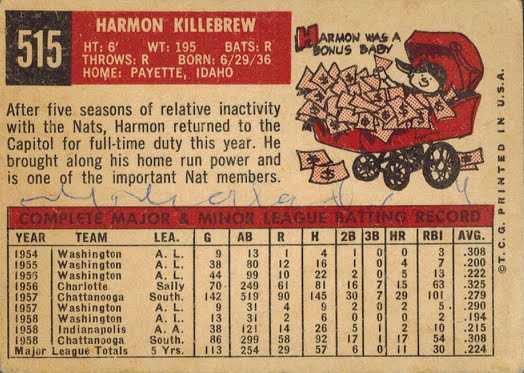 515
HARMON KILLEBREW
HT: 6' WT: 195 BATS: R
THROWS: R BORN: 6/29/36
HOME: PAYETTE, IDAHO
HARMON WAS A
BONUS BABY
After five seasons of relative inactivity
with the Nats, Harmon returned to the
Capitol for full-time duty this year. He
brought along his home run power and
is one of the important Nat members.
COMPLETE MAJOR & MINOR LEAGUE BATTING RECORD
YEAR TEAM LEA. G AB R H 2B 3B HR RBI AVG.
1954 Washington A. L. 9 13 1 4 1 0 0 3 .308
1955 Washington A. L. 38 80 12 16 1 0 4 7 .200
1955 Washington A. L. 44 99 10 22 2 0 5 13 .222
1956 Charlotte Sally 70 249 61 81 16 7 15 63 .325
1957 Chattanooga South. 142 519 90 145 30 7 29 101 .279
1957 Washington A. L. 9 31 4 9 2 0 2 5 .290
1958 Washington A. L. 13 31 2 6 0 0 0 2 .194
1958 Indianapolis A. A. 38 121 14 26 5 1 2 10 .215
1958 Chattanooga South. 86 299 58 92 17 1 17 54 .308
Major League Totals 5 Yrs. 113 254 29 57 6 0 11 30 .224
©T.C.G. PRINTED IN U.S.A.